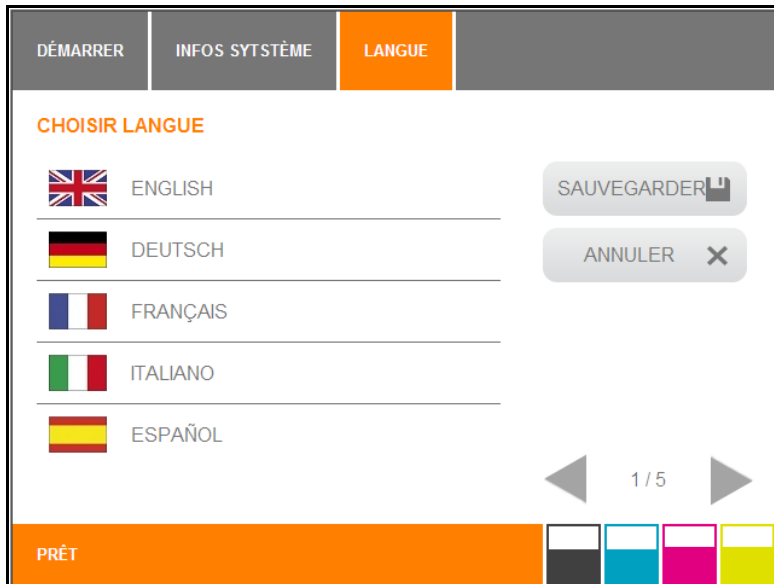 DÉMARRER
INFOS SYTSTÈME
LANGUE
CHOISIR LANGUE
ENGLISH
DEUTSCH
FRANÇAIS
ITALIANO
ESPAÑOL
SAUVEGARDER
ANNULER
1 / 5
PRÊT